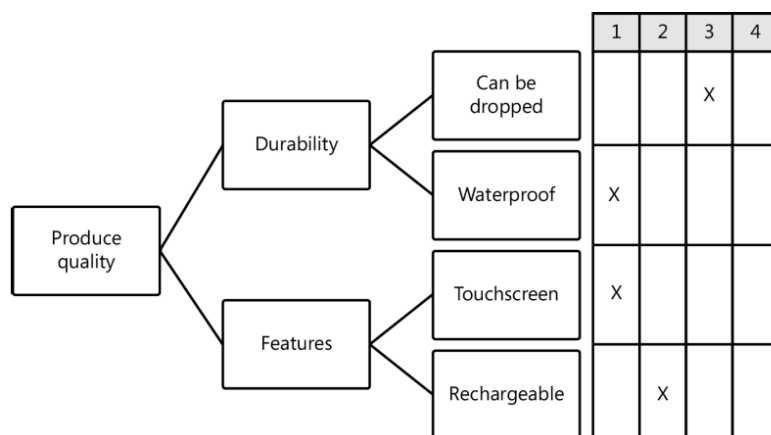 1 2 3 4
Can be
dropped
X
Durability
Waterproof
X
Produce
quality
Touchscreen
X
Features
Rechargeable
X